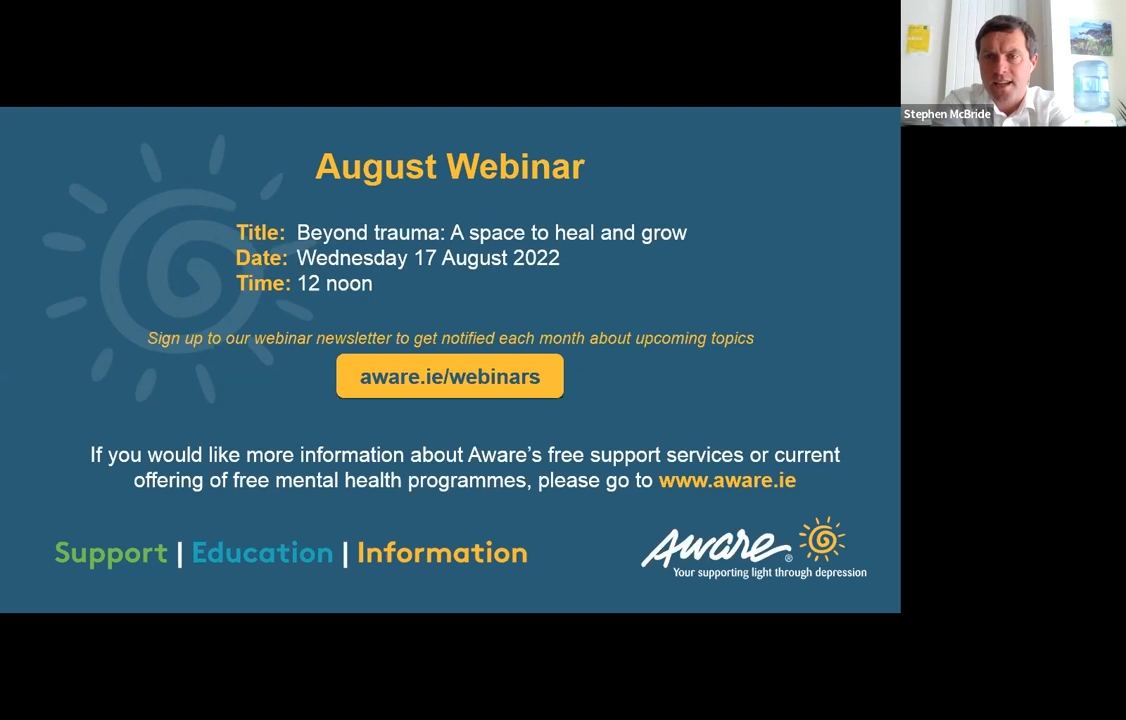 Stephen McBride
August Webinar
Title: Beyond trauma: A space to heal and grow
Date: Wednesday 17 August 2022
Time: 12 noon
Sign up to our webinar newsletter to get notified each month about upcoming topics
aware.ie/webinars
If you would like more information about Aware’s free support services or current
offering of free mental health programmes, please go to www.aware.ie
Support | Education | Information
Aware®
Your supporting light through depression